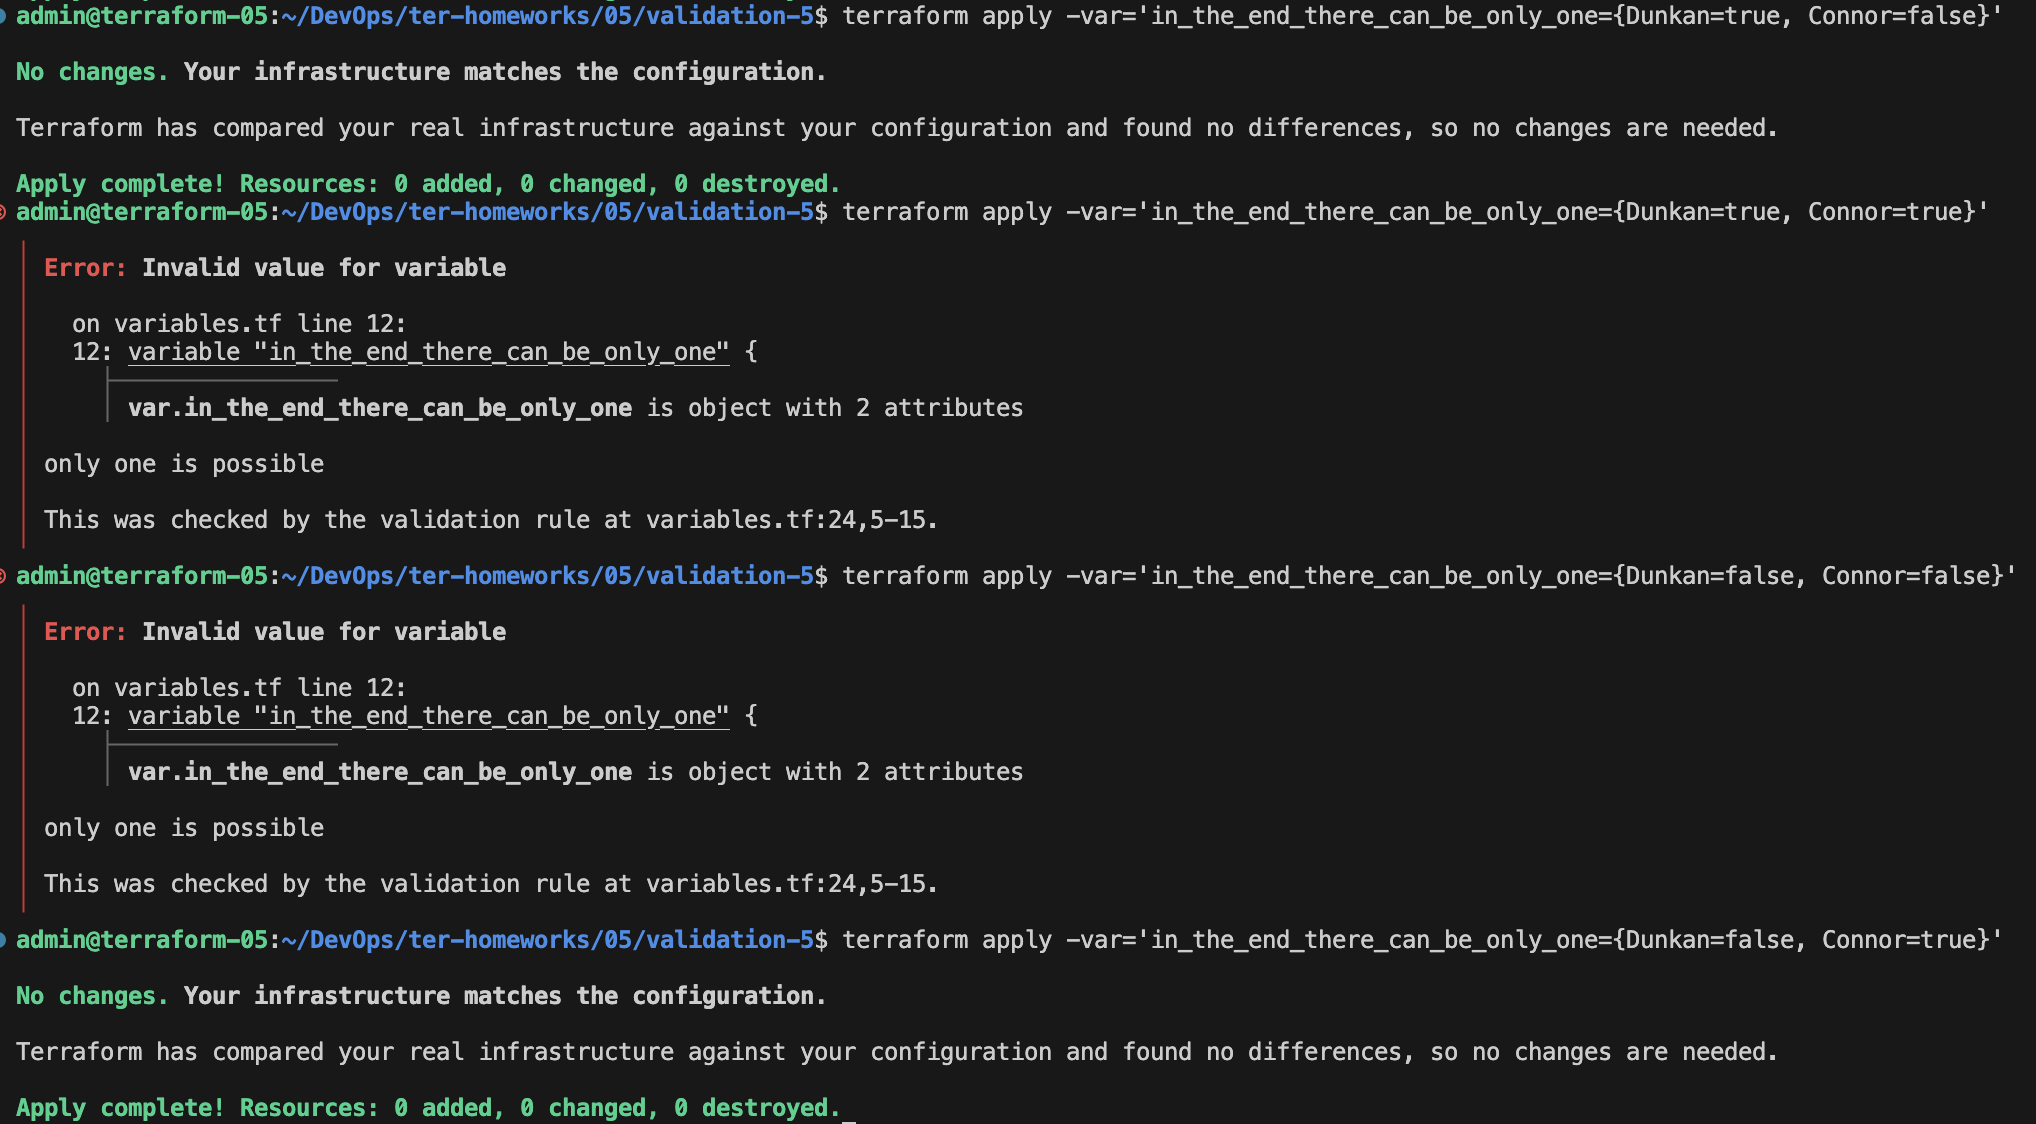 admin@terraform-05:~/DevOps/ter-homeworks/05/validation-5$ terraform apply -var='in_the_end_there_can_be_only_one={Dunkan=true, Connor=false}'
No changes. Your infrastructure matches the configuration.
Terraform has compared your real infrastructure against your configuration and found no differences, so no changes are needed.
Apply complete! Resources: 0 added, 0 changed, 0 destroyed.
admin@terraform-05:~/DevOps/ter-homeworks/05/validation-5$ terraform apply -var='in_the_end_there_can_be_only_one={Dunkan=true, Connor=true}'
Error: Invalid value for variable
on variables.tf line 12:
12: variable "in_the_end_there_can_be_only_one" {
var.in_the_end_there_can_be_only_one is object with 2 attributes
only one is possible
This was checked by the validation rule at variables.tf:24,5-15.
admin@terraform-05:~/DevOps/ter-homeworks/05/validation-5$ terraform apply -var='in_the_end_there_can_be_only_one={Dunkan=false, Connor=false}'
Error: Invalid value for variable
on variables.tf line 12:
12: variable "in_the_end_there_can_be_only_one" {
var.in_the_end_there_can_be_only_one is object with 2 attributes
only one is possible
This was checked by the validation rule at variables.tf:24,5-15.
admin@terraform-05:~/DevOps/ter-homeworks/05/validation-5$ terraform apply -var='in_the_end_there_can_be_only_one={Dunkan=false, Connor=true}'
No changes. Your infrastructure matches the configuration.
Terraform has compared your real infrastructure against your configuration and found no differences, so no changes are needed.
Apply complete! Resources: 0 added, 0 changed, 0 destroyed.